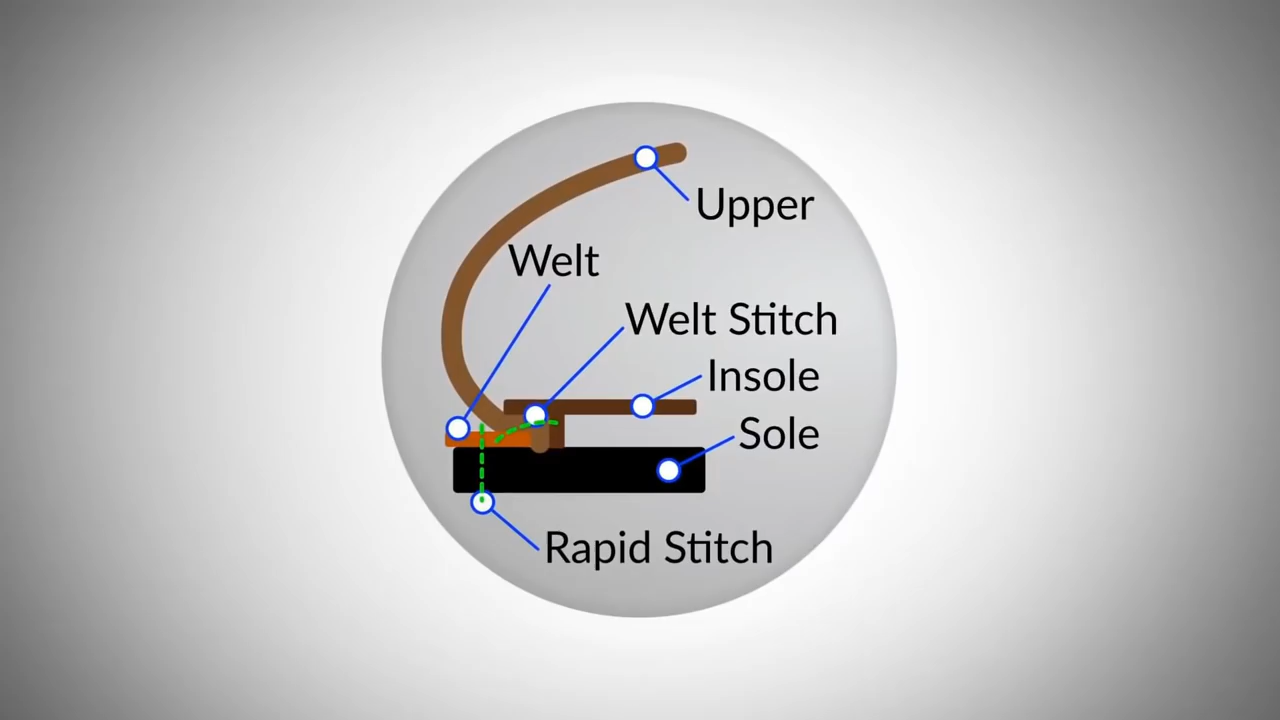 Upper
Welt
Welt Stitch
Insole
Sole
Rapid Stitch